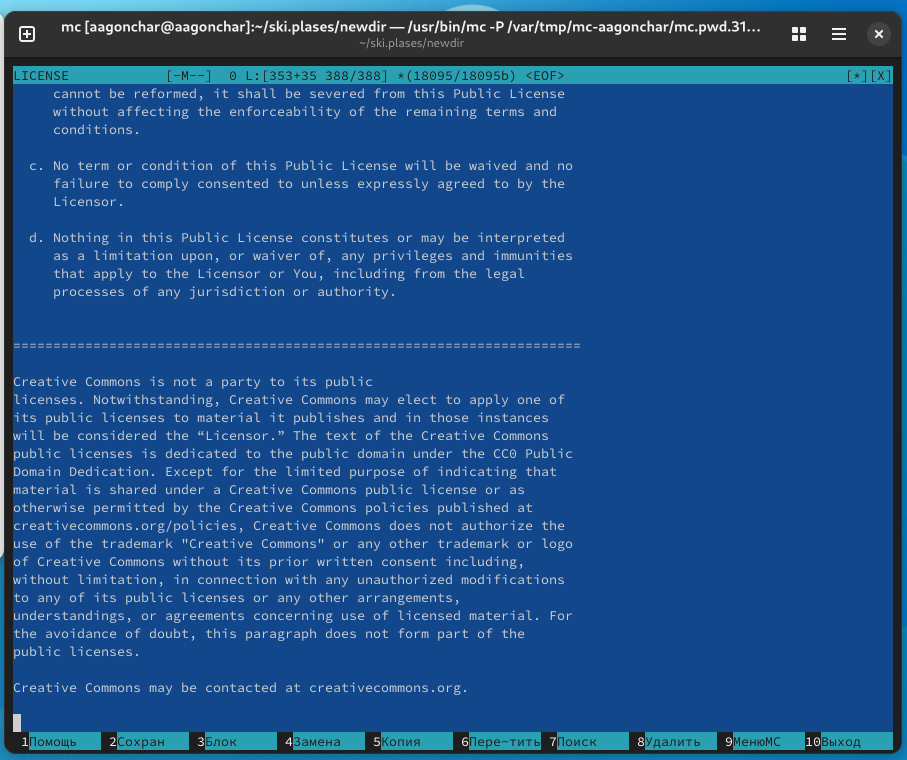 mc [aagonchar@aagonchar]:~/ski.plases/newdir — /usr/bin/mc -P /var/tmp/mc-aagonchar/mc.pwd.31…
~/ski.plases/newdir
LICENSE [-M--] 0 L:[353+35 388/388] *(18095/18095b) <EOF> [*][X]
cannot be reformed, it shall be severed from this Public License
without affecting the enforceability of the remaining terms and
conditions.
c. No term or condition of this Public License will be waived and no
failure to comply consented to unless expressly agreed to by the
Licensor.
d. Nothing in this Public License constitutes or may be interpreted
as a limitation upon, or waiver of, any privileges and immunities
that apply to the Licensor or You, including from the legal
processes of any jurisdiction or authority.
=======================================================================
Creative Commons is not a party to its public
licenses. Notwithstanding, Creative Commons may elect to apply one of
its public licenses to material it publishes and in those instances
will be considered the “Licensor.” The text of the Creative Commons
public licenses is dedicated to the public domain under the CC0 Public
Domain Dedication. Except for the limited purpose of indicating that
material is shared under a Creative Commons public license or as
otherwise permitted by the Creative Commons policies published at
creativecommons.org/policies, Creative Commons does not authorize the
use of the trademark "Creative Commons" or any other trademark or logo
of Creative Commons without its prior written consent including,
without limitation, in connection with any unauthorized modifications
to any of its public licenses or any other arrangements,
understandings, or agreements concerning use of licensed material. For
the avoidance of doubt, this paragraph does not form part of the
public licenses.
Creative Commons may be contacted at creativecommons.org.
1Помощь 2Сохран 3Блок 4Замена 5Копия 6Пере~тить 7Поиск 8Удалить 9МенюMC 10Выход